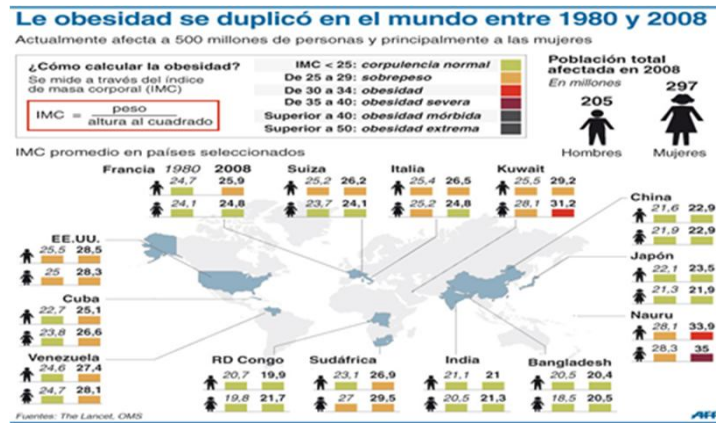 Le obesidad se duplicó en el mundo entre 1980 y 2008
Actualmente afecta a 500 millones de personas y principalmente a las mujeres
¿Cómo calcular la obesidad?
Se mide a través del índice
de masa corporal (IMC)
IMC = peso
altura al cuadrado
IMC < 25: corpulencia normal
De 25 a 29: sobrepeso
De 30 a 34: obesidad
De 35 a 40: obesidad severa
Superior a 40: obesidad mórbida
Superior a 50: obesidad extrema
Población total
afectada en 2008
En millones
205
297
Hombres
Mujeres
IMC promedio en países seleccionados
Francia 1980 2008
24,7 25,9
24,1 24,8
Suiza
25,2 26,2
23,7 24,1
Italia
25,4 26,5
25,2 24,8
Kuwait
25,5 29,2
28,1 31,2
China
21,6 22,9
21,9 22,9
EE.UU.
25,5 28,5
25 28,3
Japón
22,1 23,5
21,3 21,9
Cuba
22,7 25,1
23,8 26,6
Nauru
28,1 33,9
28,3 35
Venezuela
24,6 27,4
24,7 28,1
RD Congo
20,7 19,9
19,8 21,7
Sudáfrica
23,1 26,9
27 29,5
India
21,1 21
20,5 21,3
Bangladesh
20,5 20,4
18,5 20,5
Fuentes: The Lancet, OMS
AFP